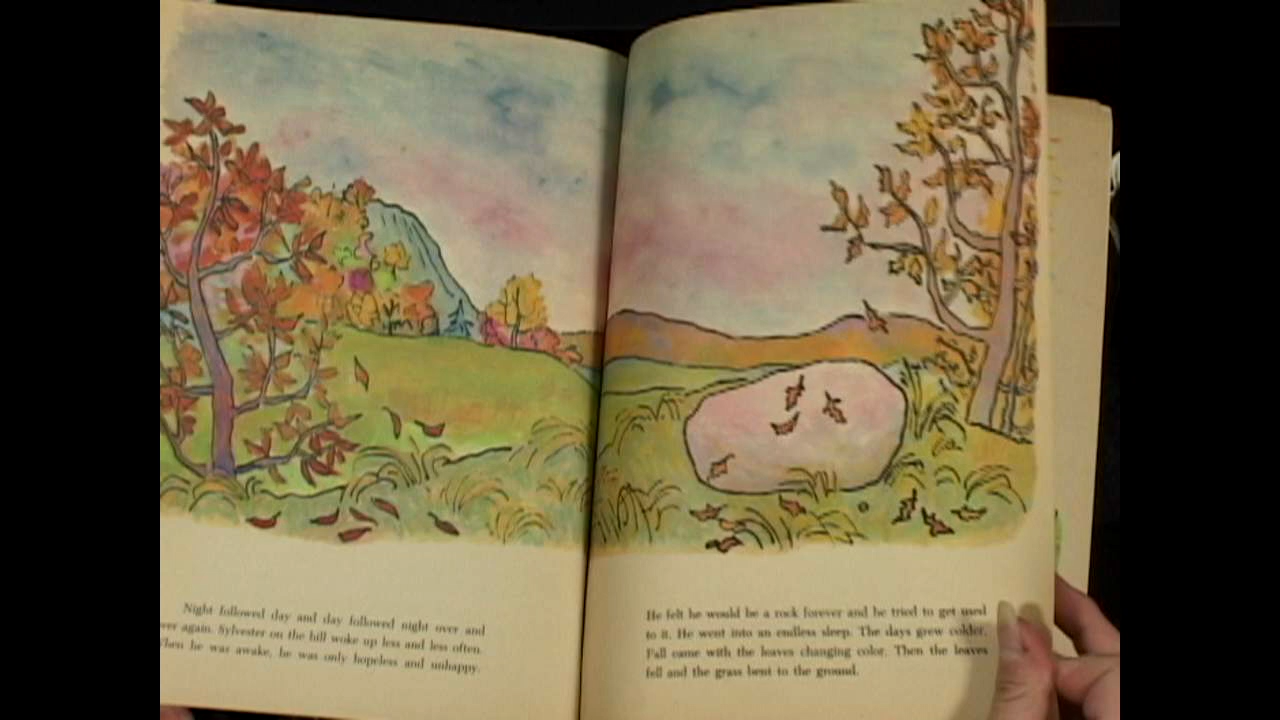 Night followed day and day followed night over and
ver again. Sylvester on the hill woke up less and less often.
hen he was awake, he was only hopeless and unhappy.
He felt he would be a rock forever and he tried to get used
to it. He went into an endless sleep. The days grew colder.
Fall came with the leaves changing color. Then the leaves
fell and the grass bent to the ground.